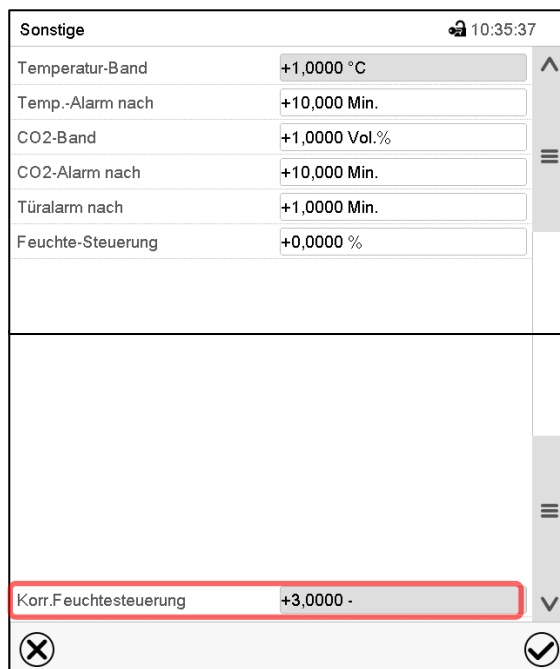 Sonstige 10:35:37
Temperatur-Band +1,0000 °C
Temp.-Alarm nach +10,000 Min.
CO2-Band +1,0000 Vol.%
CO2-Alarm nach +10,000 Min.
Türalarm nach +1,0000 Min.
Feuchte-Steuerung +0,0000 %
Korr.Feuchtesteuerung +3,0000 -